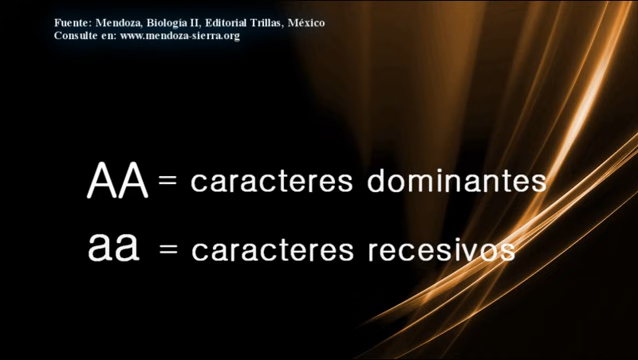 Fuente: Mendoza, Biología II, Editorial Trillas, México
Consulte en: www.mendoza-sierra.org
AA = caracteres dominantes
aa = caracteres recesivos